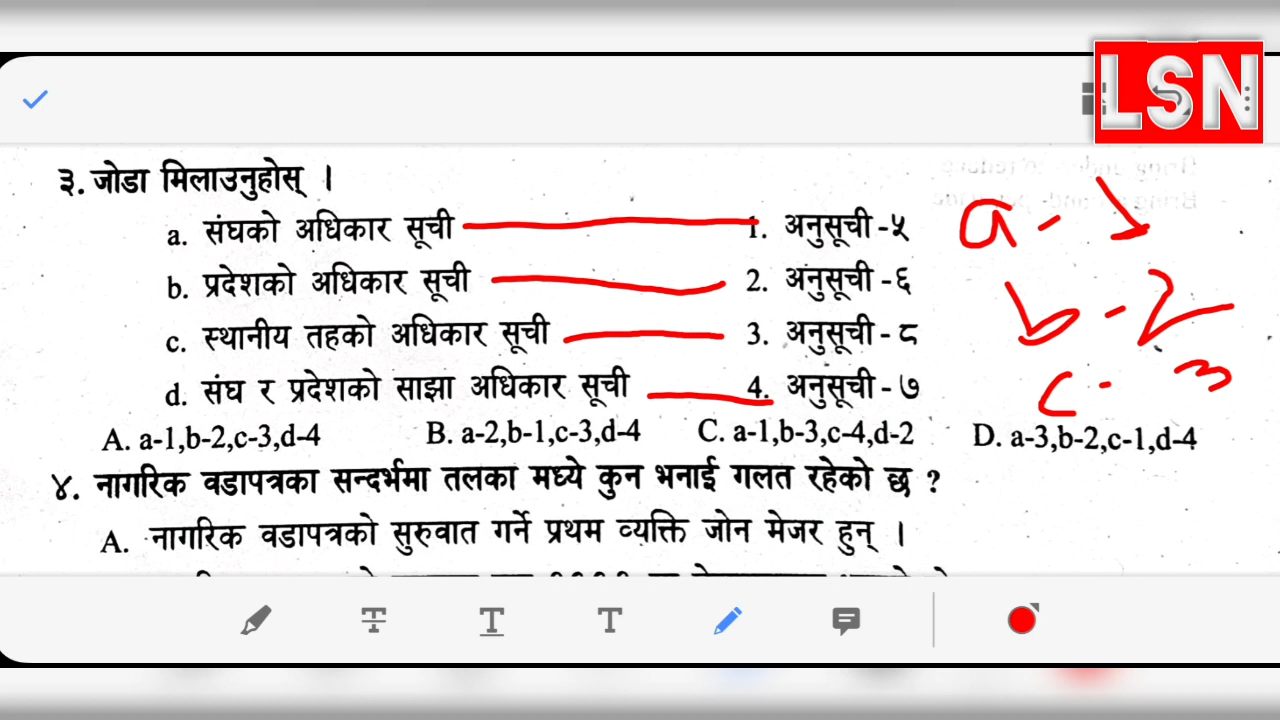 LSN
३. जोडा मिलाउनुहोस् ।
a. संघको अधिकार सूची 1. अनुसूची -५ a - 1
b. प्रदेशको अधिकार सूची 2. अनुसूची -६ b - 2
c. स्थानीय तहको अधिकार सूची 3. अनुसूची - ८ c - 3
d. संघ र प्रदेशको साझा अधिकार सूची 4. अनुसूची - ७
A. a-1,b-2,c-3,d-4 B. a-2,b-1,c-3,d-4 C. a-1,b-3,c-4,d-2 D. a-3,b-2,c-1,d-4
४. नागरिक वडापत्रका सन्दर्भमा तलका मध्ये कुन भनाई गलत रहेको छ ?
A. नागरिक वडापत्रको सुरुवात गर्ने प्रथम व्यक्ति जोन मेजर हुन् ।
T T T